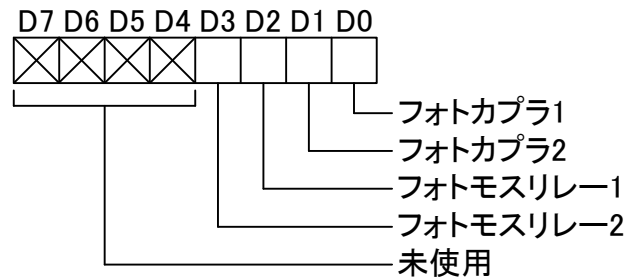 D7 D6 D5 D4 D3 D2 D1 D0
フォトカプラ1
フォトカプラ2
フォトモスリレー1
フォトモスリレー2
未使用